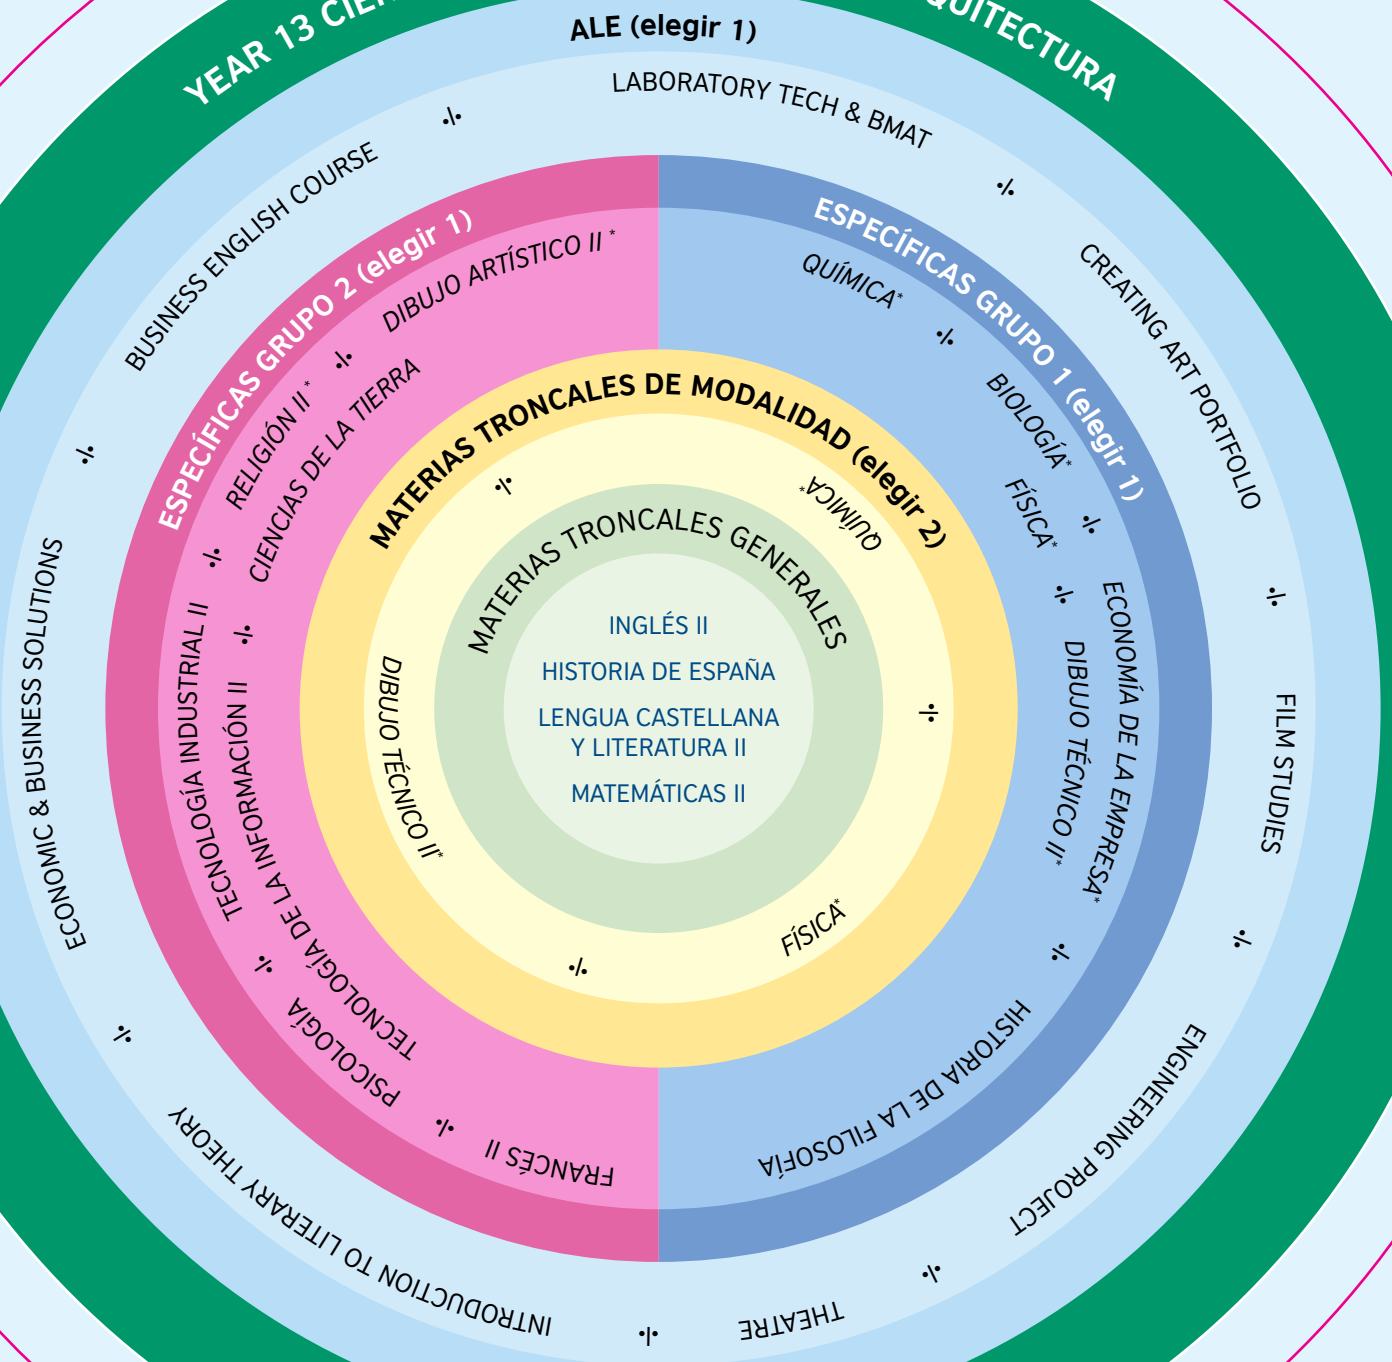 YEAR 13 CIE
QUITECTURA
ALE (elegir 1)
LABORATORY TECH & BMAT
CREATING ART PORTFOLIO
FILM STUDIES
ENGINEERING PROJECT
THEATRE
INTRODUCTION TO LITERARY THEORY
ECONOMIC & BUSINESS SOLUTIONS
BUSINESS ENGLISH COURSE
ESPECÍFICAS GRUPO 1 (elegir 1)
QUÍMICA*
BIOLOGÍA*
FÍSICA*
ECONOMÍA DE LA EMPRESA*
DIBUJO TÉCNICO II*
HISTORIA DE LA FILOSOFÍA
ESPECÍFICAS GRUPO 2 (elegir 1)
DIBUJO ARTÍSTICO II *
RELIGIÓN II *
CIENCIAS DE LA TIERRA
TECNOLOGÍA INDUSTRIAL II
TECNOLOGÍA DE LA INFORMACIÓN II
PSICOLOGÍA
FRANCÉS II
MATERIAS TRONCALES DE MODALIDAD (elegir 2)
QUÍMICA*
FÍSICA*
DIBUJO TÉCNICO II*
MATERIAS TRONCALES GENERALES
INGLÉS II
HISTORIA DE ESPAÑA
LENGUA CASTELLANA
Y LITERATURA II
MATEMÁTICAS II